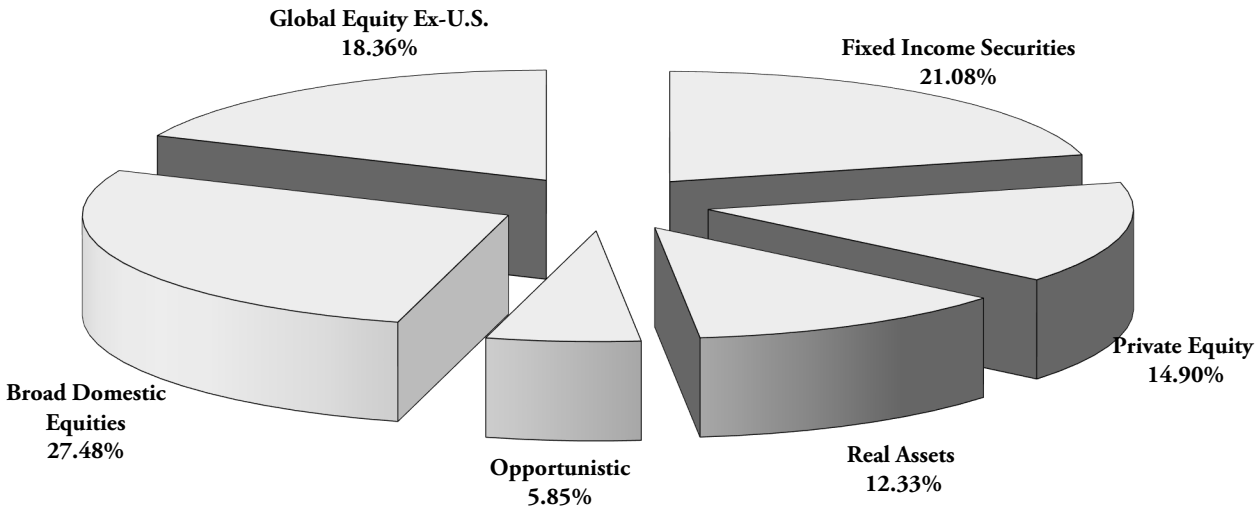 Global Equity Ex-U.S.
18.36%
Fixed Income Securities
21.08%
Private Equity
14.90%
Broad Domestic
Equities
27.48%
Real Assets
12.33%
Opportunistic
5.85%